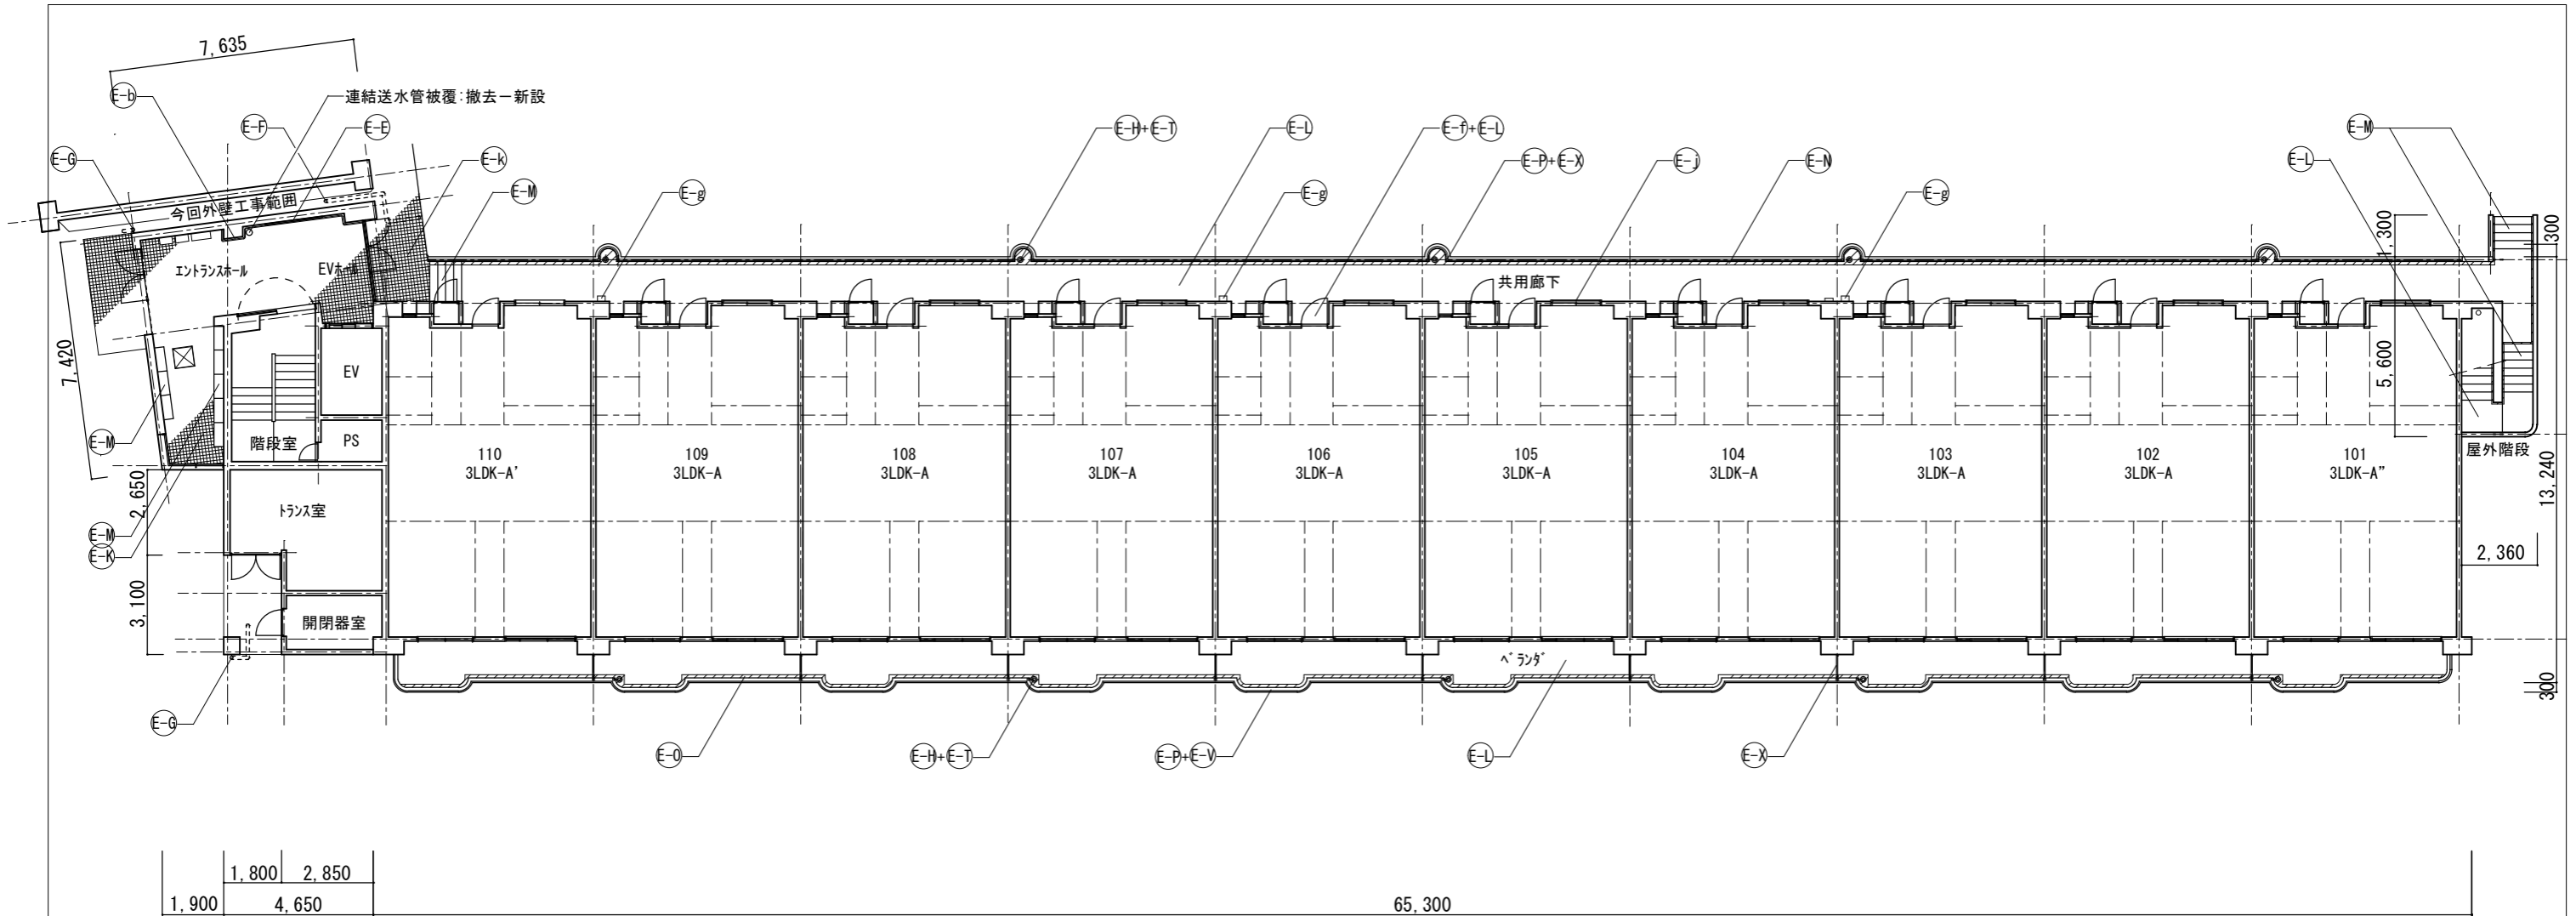 7,635
E-b
連結送水管被覆:撤去ー新設
E-F
E-E
E-H+E-T
E-L
E-f+E-L
E-M
E-G
E-k
E-P+E-X
E-j
E-N
E-L
E-M
E-g
E-g
E-g
今回外壁工事範囲
1,300
300
エントランスホール
EVホール
共用廊下
7,420
EV
5,600
E-M
階段室
PS
屋外階段
110
3LDK-A'
109
3LDK-A
108
3LDK-A
107
3LDK-A
106
3LDK-A
105
3LDK-A
104
3LDK-A
103
3LDK-A
102
3LDK-A
101
3LDK-A"
13,240
2,650
トランス室
E-M
E-K
2,360
3,100
開閉器室
ベランダ
300
E-G
E-O
E-H+E-T
E-P+E-V
E-L
E-X
1,800
2,850
1,900
4,650
65,300